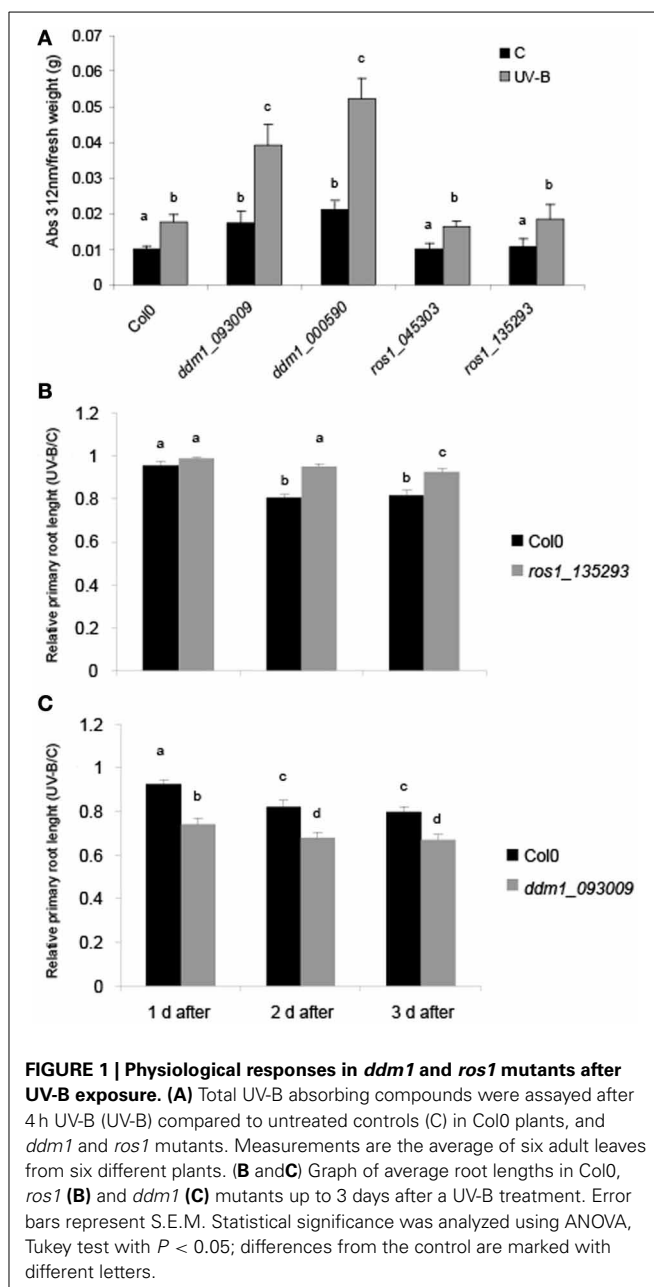 A
0.07
0.06
0.05
0.04
0.03
0.02
0.01
0
Abs 312nm/fresh weight (g)
C
UV-B
a
b
b
c
b
c
a
b
a
b
Col0
ddm1_093009
ddm1_000590
ros1_045303
ros1_135293
B
1.2
1
0.8
0.6
0.4
0.2
0
Relative primary root lenght (UV-B/C)
a
a
b
a
b
c
Col0
ros1_135293
C
1.2
1
0.8
0.6
0.4
0.2
0
Relative primary root lenght (UV-B/C)
a
b
c
d
c
d
Col0
ddm1_093009
1 d after
2 d after
3 d after
FIGURE 1 | Physiological responses in ddm1 and ros1 mutants after
UV-B exposure. (A) Total UV-B absorbing compounds were assayed after
4 h UV-B (UV-B) compared to untreated controls (C) in Col0 plants, and
ddm1 and ros1 mutants. Measurements are the average of six adult leaves
from six different plants. (B andC) Graph of average root lengths in Col0,
ros1 (B) and ddm1 (C) mutants up to 3 days after a UV-B treatment. Error
bars represent S.E.M. Statistical significance was analyzed using ANOVA,
Tukey test with P < 0.05; differences from the control are marked with
different letters.